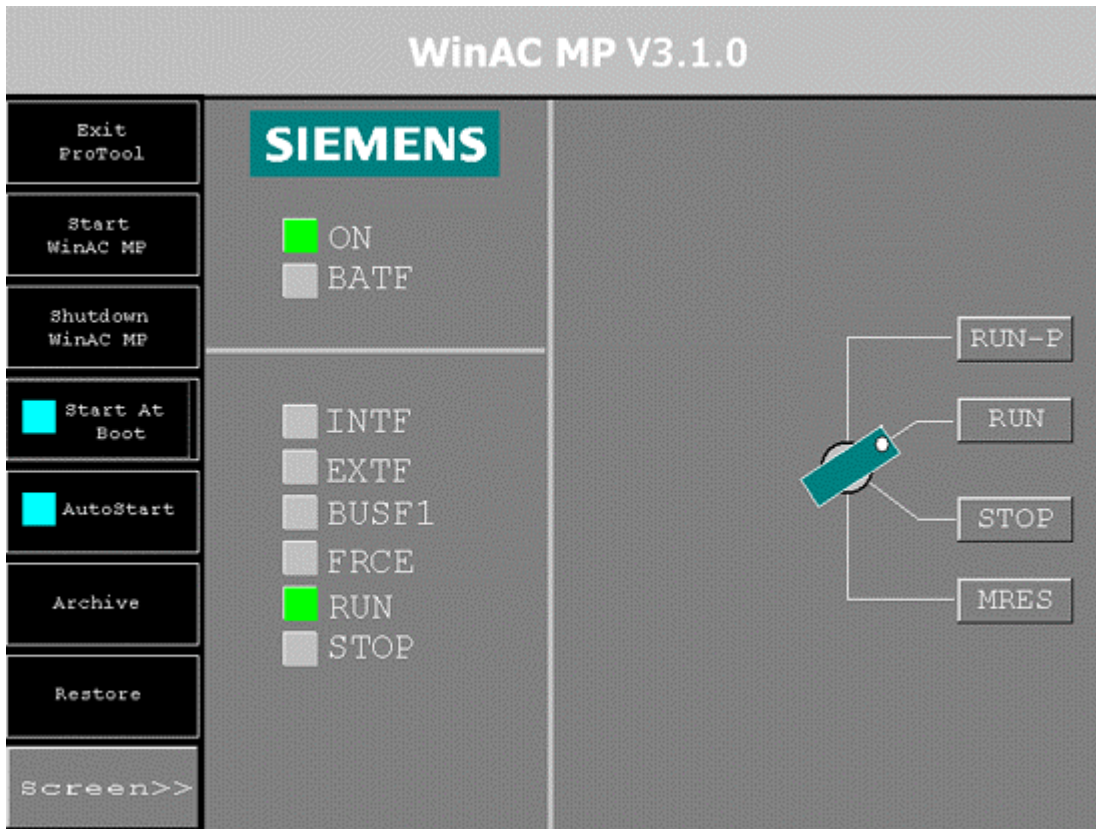 WinAC MP V3.1.0
Exit
ProTool
Start
WinAC MP
Shutdown
WinAC MP
Start At
Boot
AutoStart
Archive
Restore
Screen>>
SIEMENS
ON
BATF
INTF
EXTF
BUSF1
FRCE
RUN
STOP
RUN-P
RUN
STOP
MRES